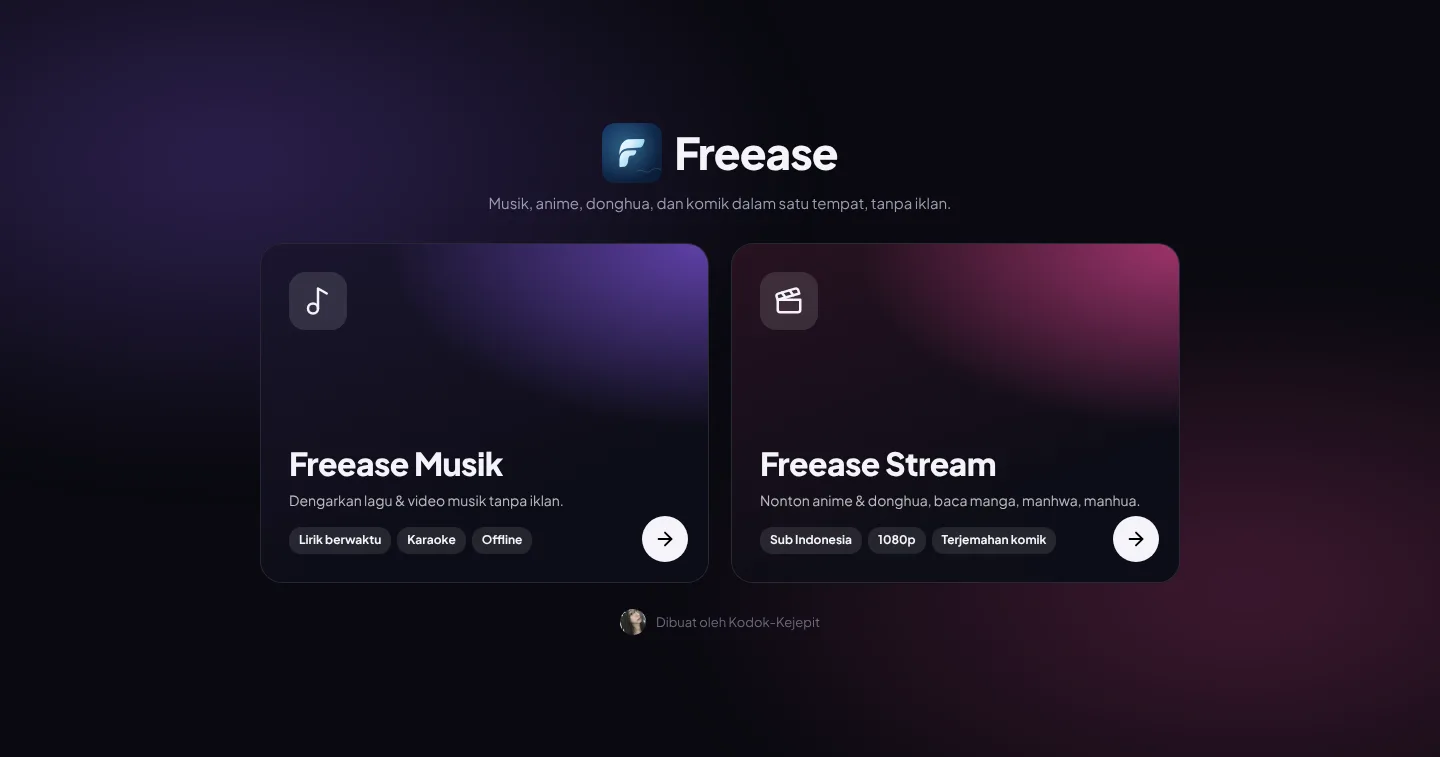 Freease
Musik, anime, donghua, dan komik dalam satu tempat, tanpa iklan.
Freease Musik
Dengarkan lagu & video musik tanpa iklan.
Lirik berwaktu
Karaoke
Offline
Freease Stream
Nonton anime & donghua, baca manga, manhwa, manhua.
Sub Indonesia
1080p
Terjemahan komik
Dibuat oleh Kodok-Kejepit